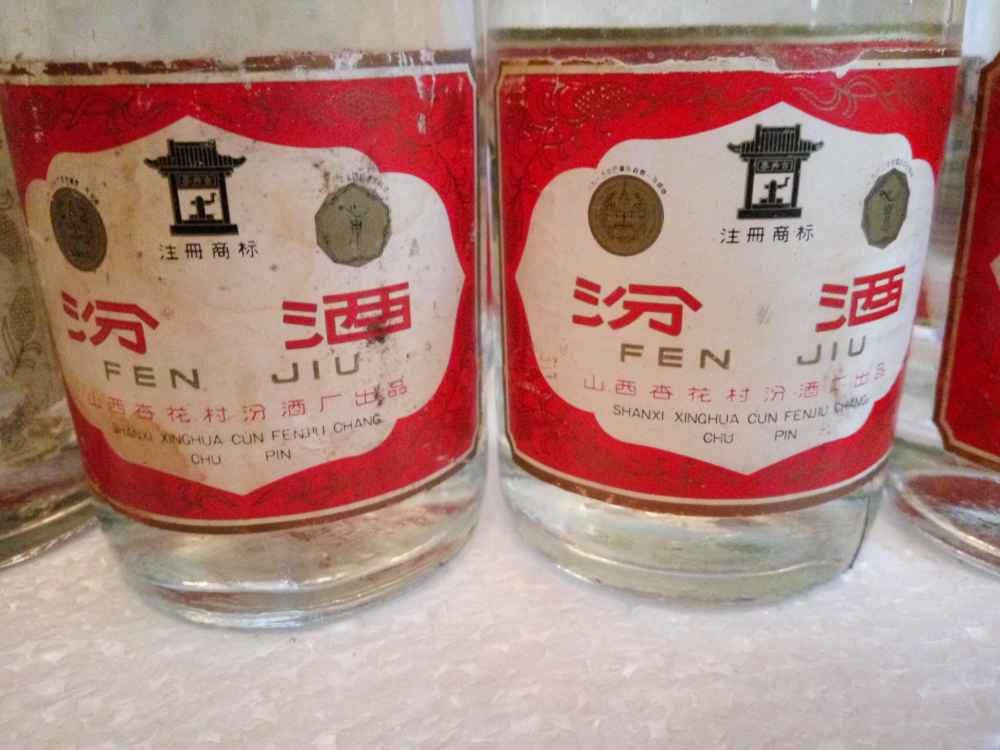 注册商标
汾 酒
FEN JIU
山西杏花村汾酒厂出品
SHANXI XINGHUA CUN FENJIU CHANG
CHU PIN
注册商标
汾 酒
FEN JIU
山西杏花村汾酒厂出品
SHANXI XINGHUA CUN FENJIU CHANG
CHU PIN